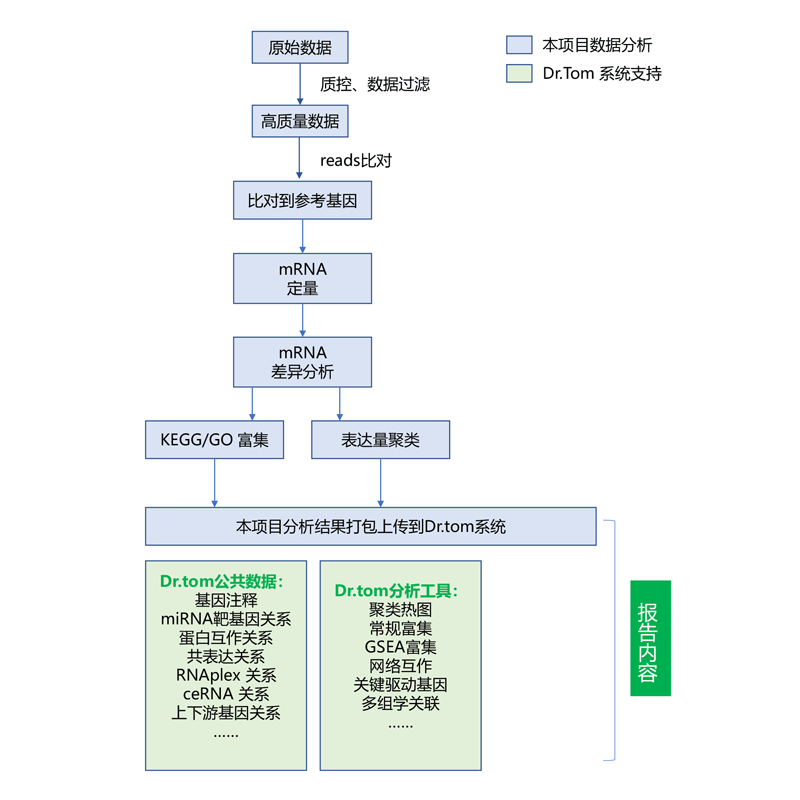 原始数据
本项目数据分析
Dr.Tom 系统支持
质控、数据过滤
高质量数据
reads比对
比对到参考基因
mRNA
定量
mRNA
差异分析
KEGG/GO 富集
表达量聚类
本项目分析结果打包上传到Dr.tom系统
Dr.tom公共数据：
基因注释
miRNA靶基因关系
蛋白互作关系
共表达关系
RNAplex 关系
ceRNA 关系
上下游基因关系
......
Dr.tom分析工具：
聚类热图
常规富集
GSEA富集
网络互作
关键驱动基因
多组学关联
......
报告内容